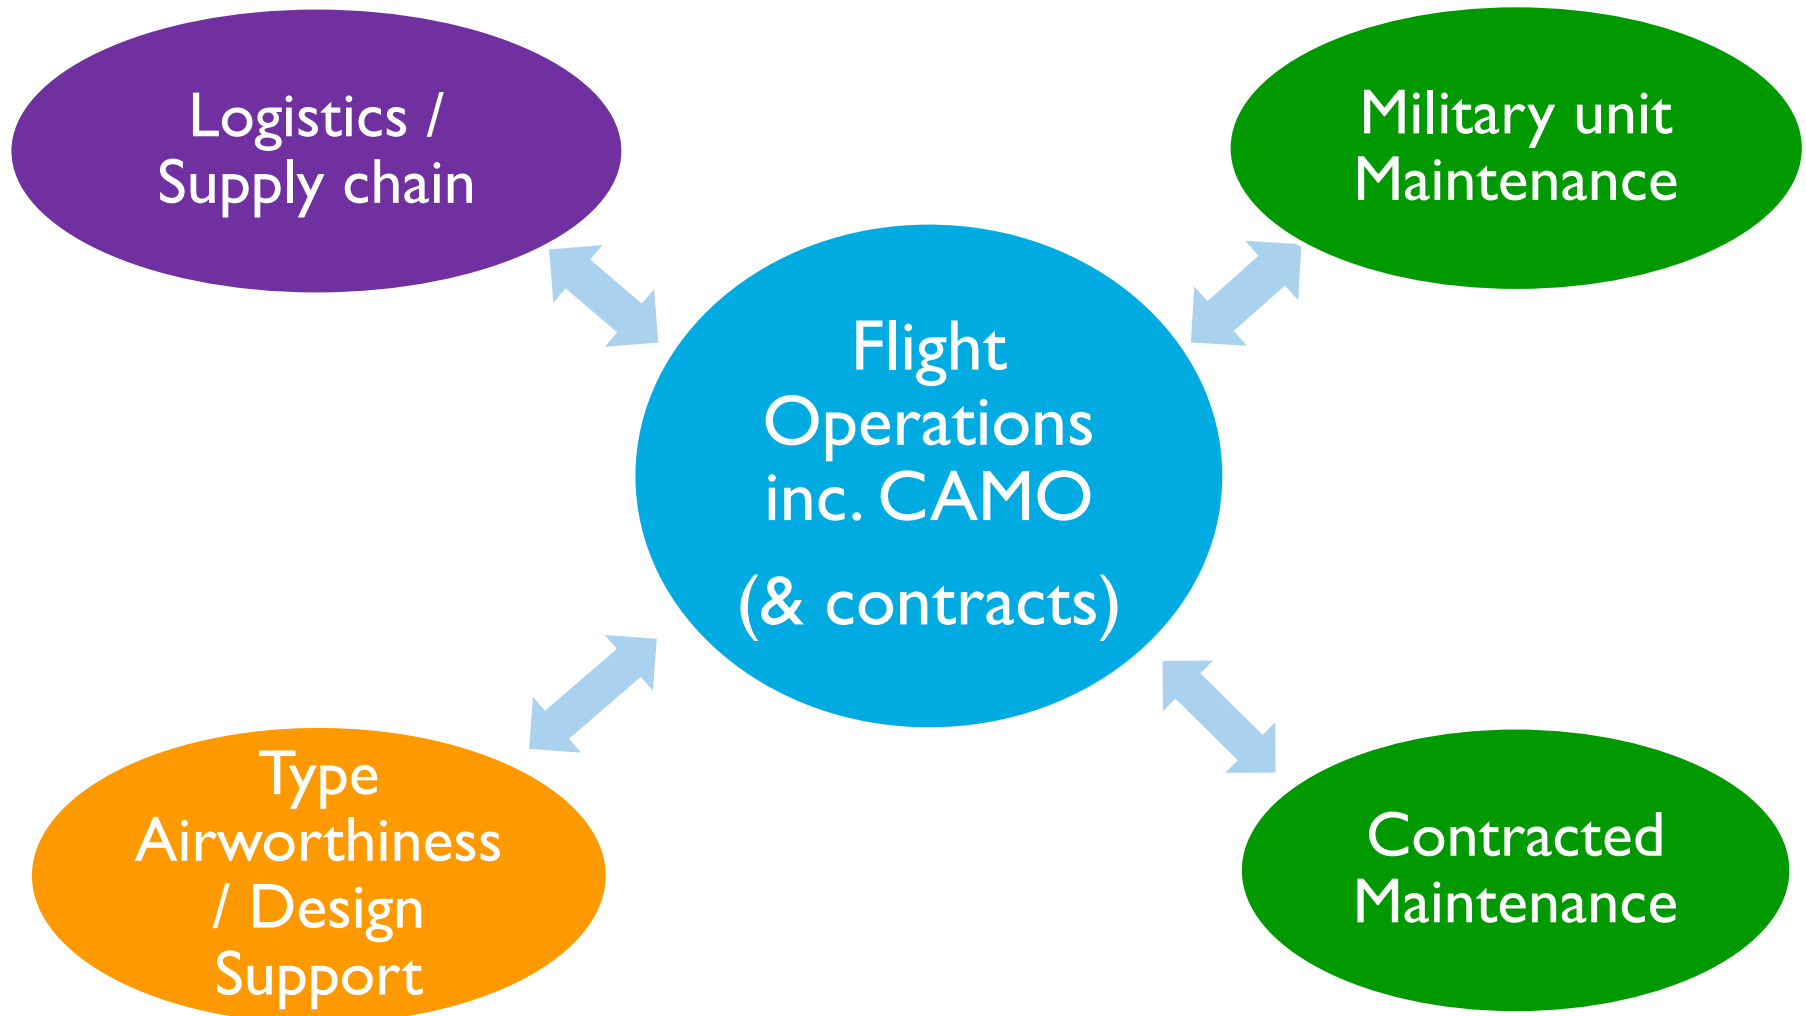 Logistics /
Supply chain
Military unit
Maintenance
Flight
Operations
inc. CAMO
(& contracts)
Type
Airworthiness
/ Design
Support
Contracted
Maintenance